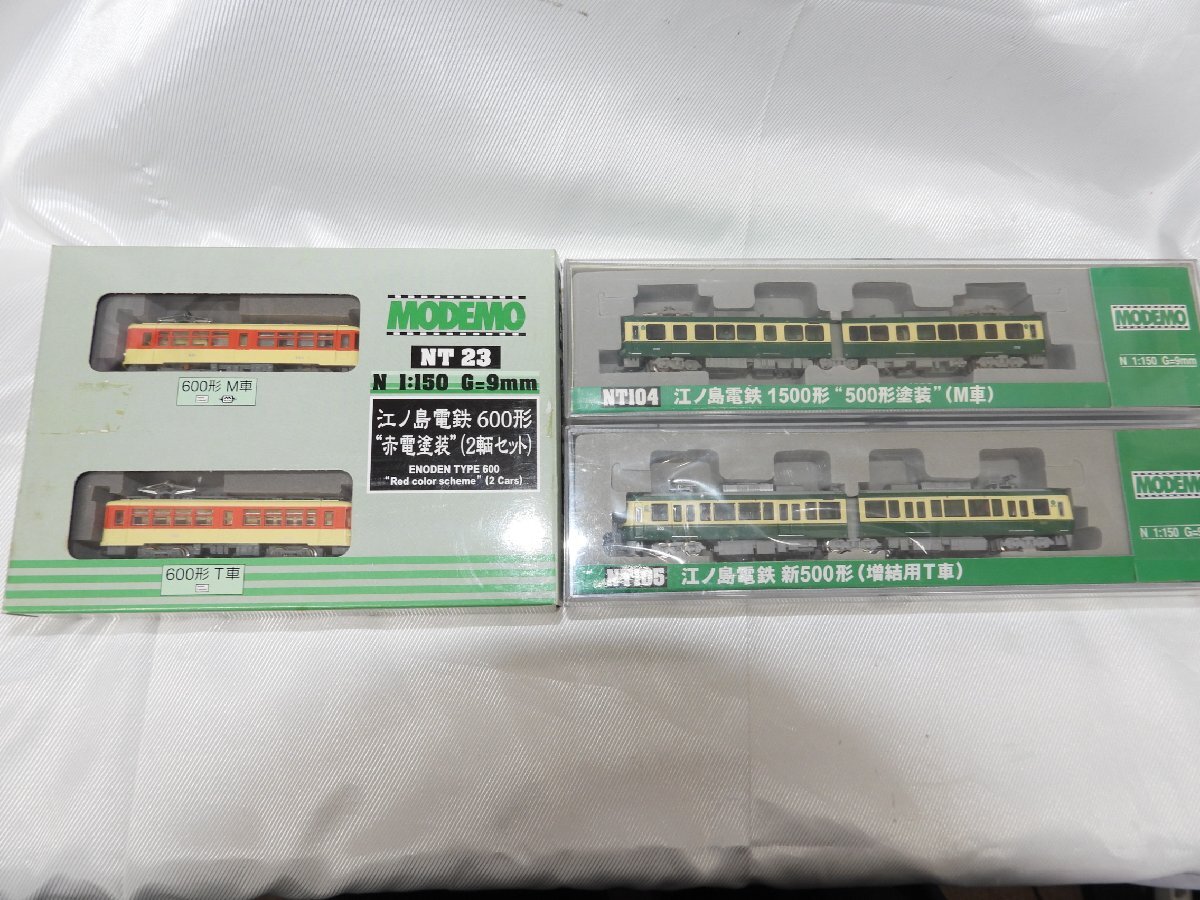 MODEMO
NT 23
N 1:150 G=9mm
江ノ島電鉄 600形
"赤電塗装"(2輌セット)
ENODEN TYPE 600
"Red color scheme" (2 Cars)
600形 M車
600形 T車
MODEMO
N 1:150 G=9mm
NT104 江ノ島電鉄 1500形 "500形塗装"(M車)
MODEMO
N 1:150 G=9mm
NT105 江ノ島電鉄 新500形(増結用T車)